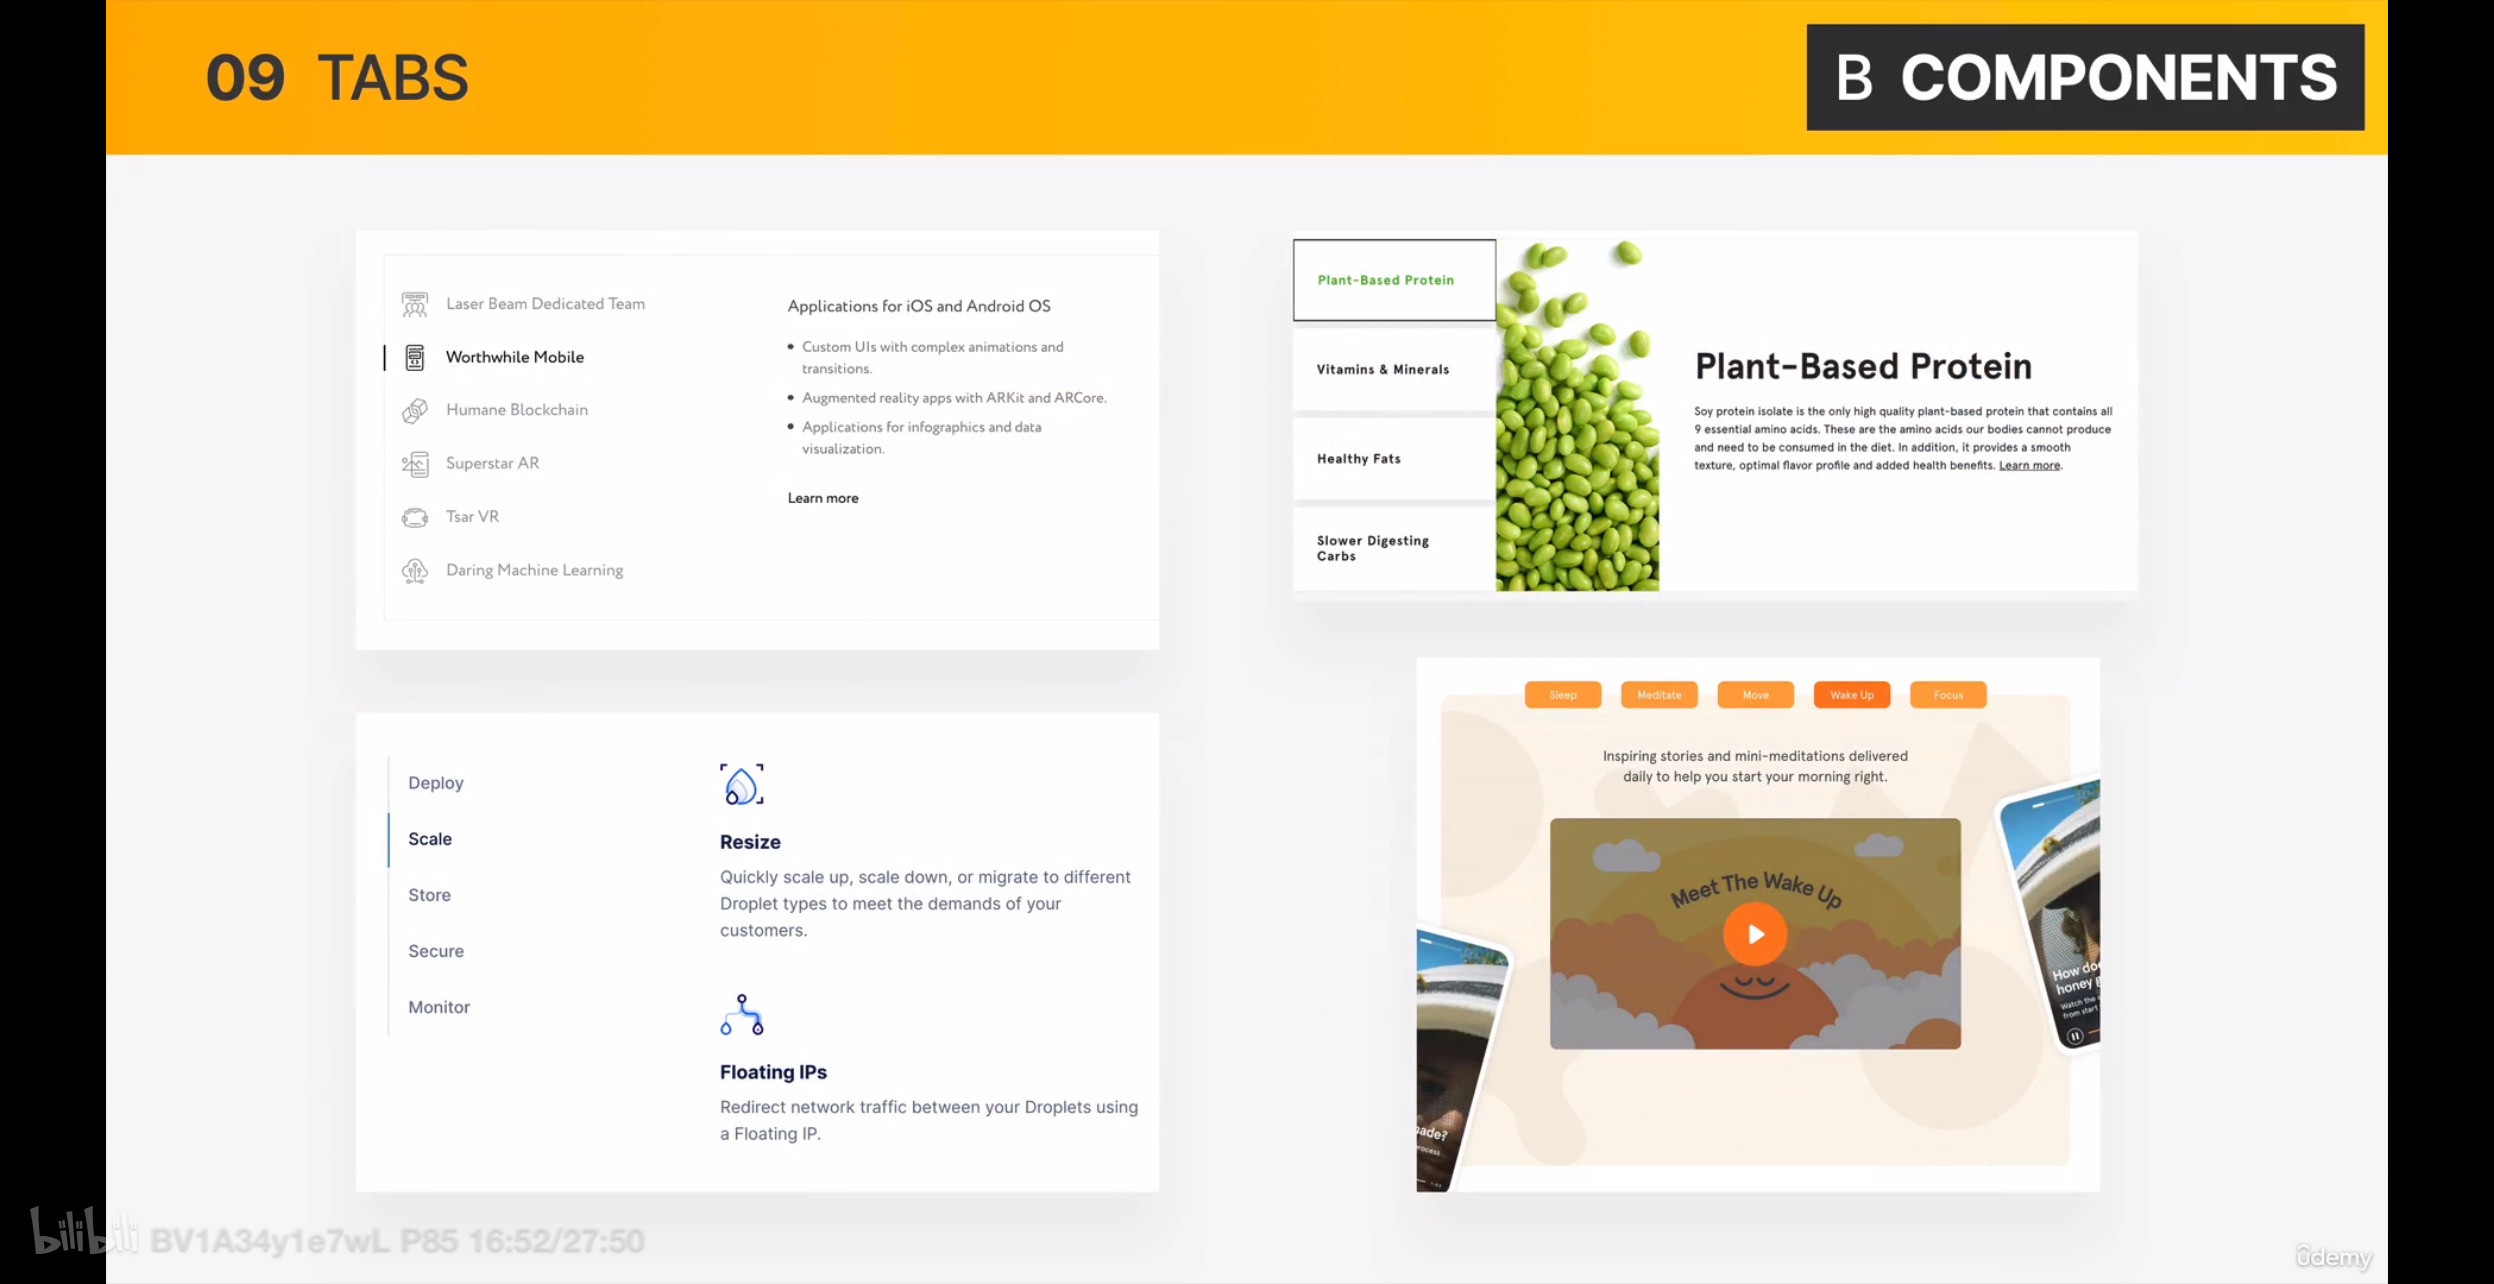 09 TABS
B COMPONENTS
Laser Beam Dedicated Team
Worthwhile Mobile
Humane Blockchain
Superstar AR
Tsar VR
Daring Machine Learning
Applications for iOS and Android OS
• Custom UIs with complex animations and
transitions.
• Augmented reality apps with ARKit and ARCore.
• Applications for infographics and data
visualization.
Learn more
Plant-Based Protein
Vitamins & Minerals
Healthy Fats
Slower Digesting
Carbs
Plant-Based Protein
Soy protein isolate is the only high quality plant-based protein that contains all
9 essential amino acids. These are the amino acids our bodies cannot produce
and need to be consumed in the diet. In addition, it provides a smooth
texture, optimal flavor profile and added health benefits. Learn more.
Deploy
Scale
Store
Secure
Monitor
Resize
Quickly scale up, scale down, or migrate to different
Droplet types to meet the demands of your
customers.
Floating IPs
Redirect network traffic between your Droplets using
a Floating IP.
Sleep
Meditate
Move
Wake Up
Focus
Inspiring stories and mini-meditations delivered
daily to help you start your morning right.
Meet The Wake Up
How do
honey
Watch the
from start
ade?
rocess
bilibili BV1A34y1e7wL P85 16:52/27:50
ûdemy